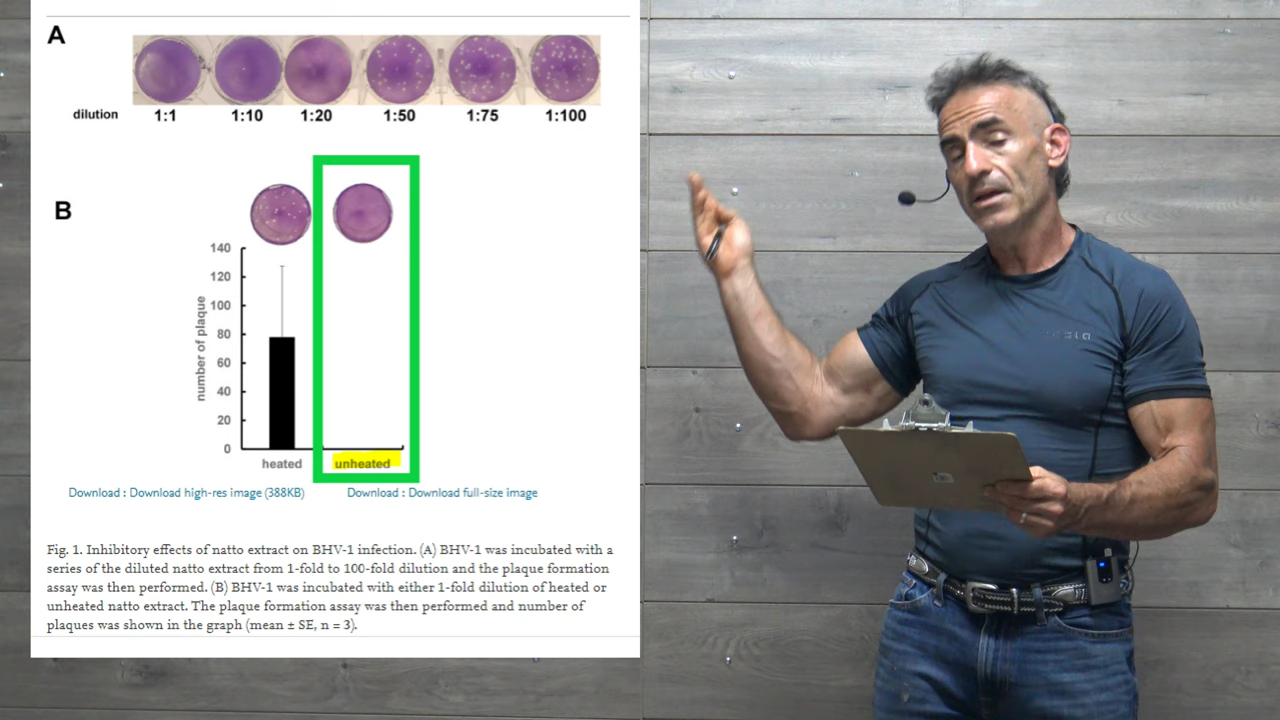 A
dilution 1:1 1:10 1:20 1:50 1:75 1:100
B
140
120
100
80
60
40
20
0
number of plaque
heated unheated
Download : Download high-res image (388KB) Download : Download full-size image
Fig. 1. Inhibitory effects of natto extract on BHV-1 infection. (A) BHV-1 was incubated with a
series of the diluted natto extract from 1-fold to 100-fold dilution and the plaque formation
assay was then performed. (B) BHV-1 was incubated with either 1-fold dilution of heated or
unheated natto extract. The plaque formation assay was then performed and number of
plaques was shown in the graph (mean ± SE, n = 3).